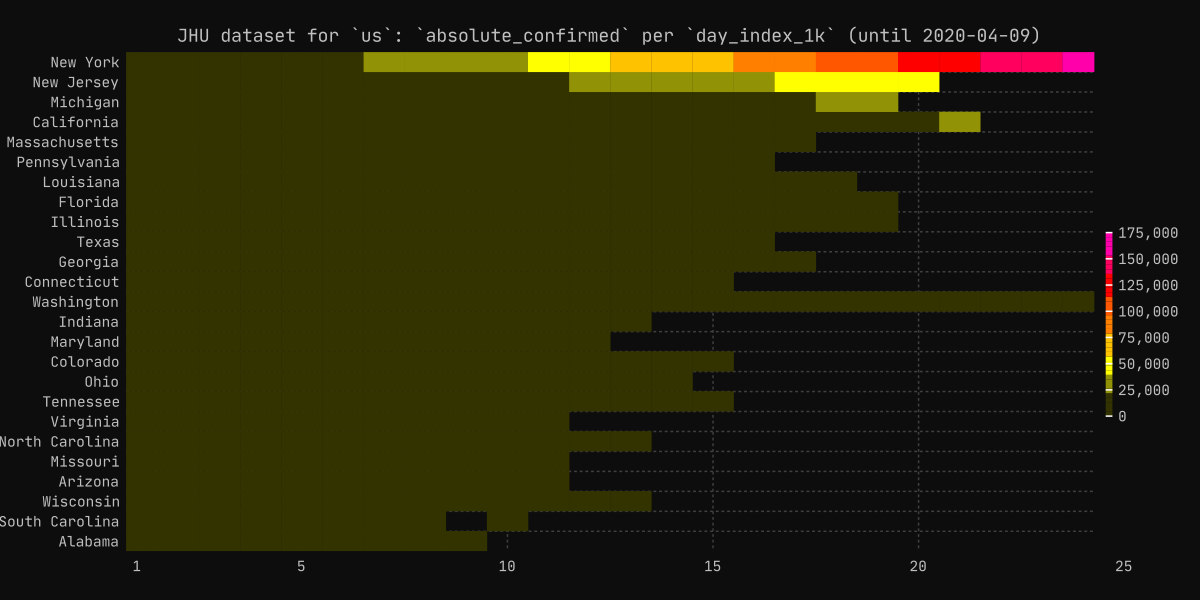 JHU dataset for `us`: `absolute_confirmed` per `day_index_1k` (until 2020-04-09)
New York
New Jersey
Michigan
California
Massachusetts
Pennsylvania
Louisiana
Florida
Illinois
Texas
Georgia
Connecticut
Washington
Indiana
Maryland
Colorado
Ohio
Tennessee
Virginia
North Carolina
Missouri
Arizona
Wisconsin
South Carolina
Alabama
1 5 10 15 20 25
175,000
150,000
125,000
100,000
75,000
50,000
25,000
0